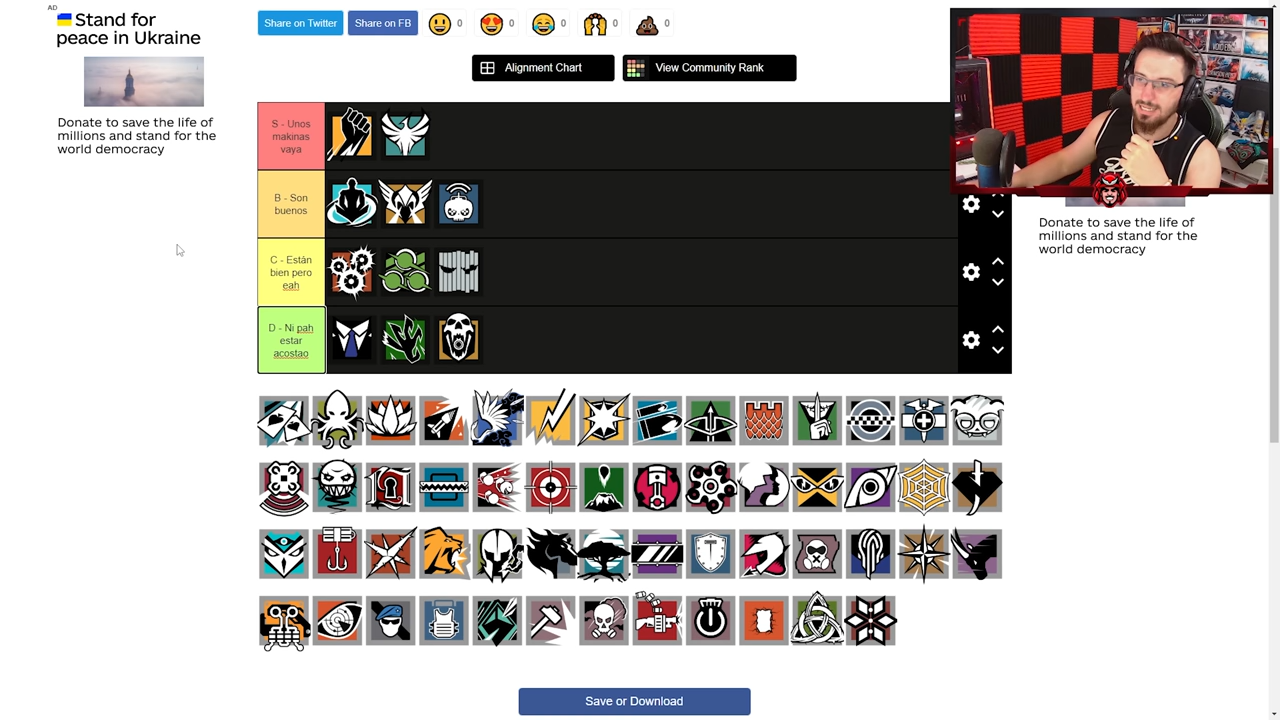 AD
Stand for
peace in Ukraine
Donate to save the life of
millions and stand for the
world democracy
Share on Twitter
Share on FB
0
0
0
0
0
Alignment Chart
View Community Rank
S - Unos
makinas
vaya
B - Son
buenos
C - Están
bien pero
eah
D - Ni pah
estar
acostao
Donate to save the life of
millions and stand for the
world democracy
Save or Download